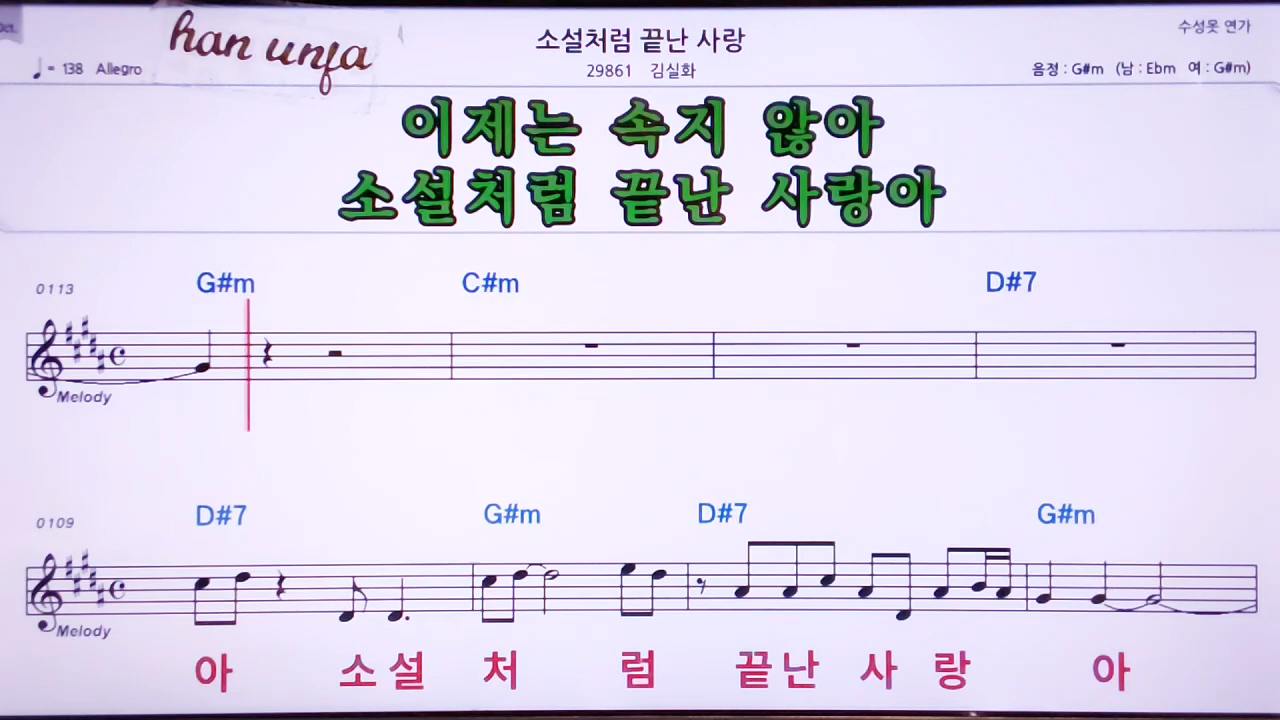 Oct.
han unja
소설처럼 끝난 사랑
수성못 연가
♩= 138 Allegro
29861 김실화
음정 : G#m (남 : Ebm 여 : G#m)
이제는 속지 않아
소설처럼 끝난 사랑아
G#m C#m D#7
0113
Melody
D#7 G#m D#7 G#m
0109
Melody
아 소설 처 럼 끝난 사 랑 아